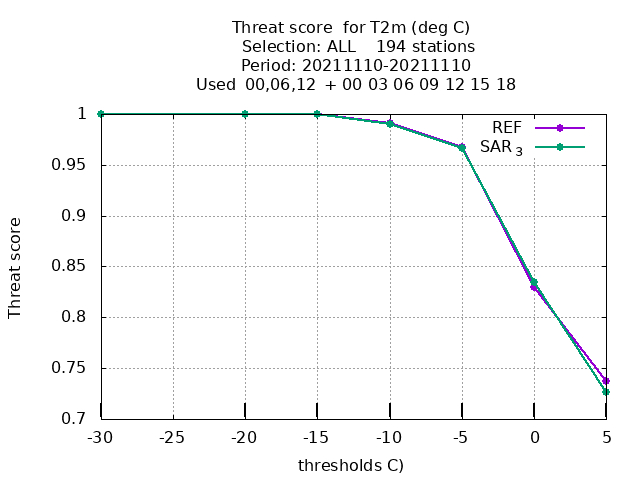 Threat score  for T2m (deg C)
Selection: ALL    194 stations
Period: 20211110-20211110
Used  00,06,12  + 00 03 06 09 12 15 18
REF
SAR 3
1
0.95
0.9
0.85
0.8
0.75
0.7
Threat score
-30 -25 -20 -15 -10 -5 0 5
thresholds C)